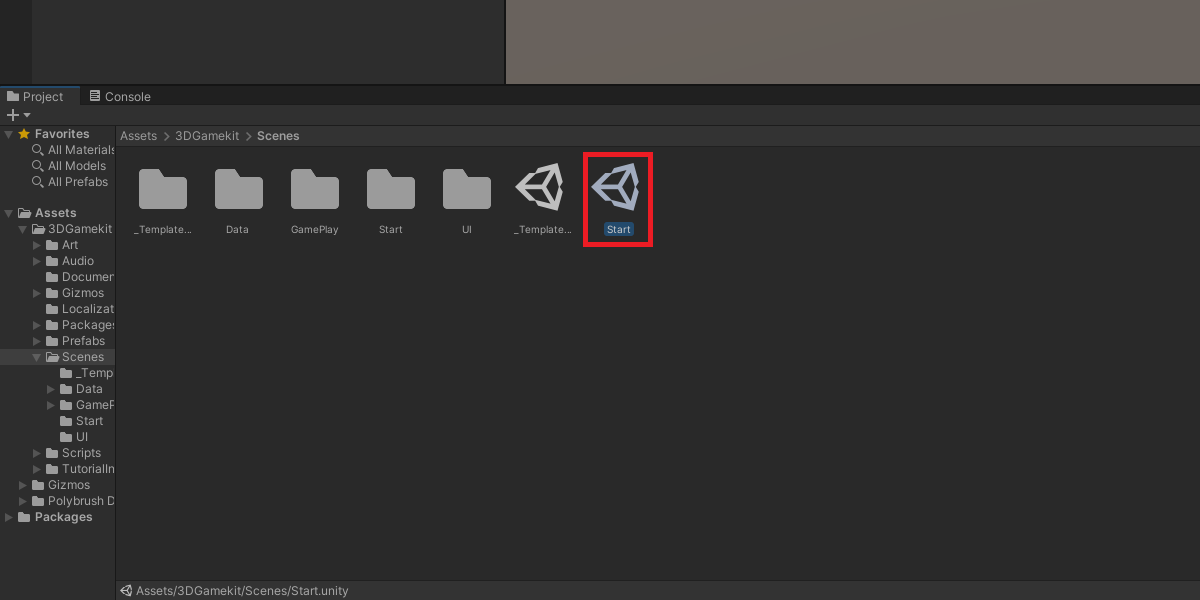 Project Console
Favorites
All Materials
All Models
All Prefabs
Assets
3DGamekit
Art
Audio
Documen
Gizmos
Localizat
Packages
Prefabs
Scenes
_Temp
Data
GameP
Start
UI
Scripts
TutorialIn
Gizmos
Polybrush D
Packages
Assets > 3DGamekit > Scenes
_Template... Data GamePlay Start UI _Template... Start
Assets/3DGamekit/Scenes/Start.unity